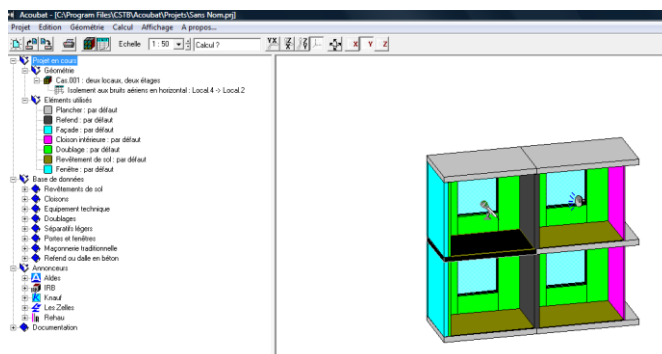 Acoubat - [C:\Program Files\CSTB\Acoubat\Projets\Sans Nom.prj]
Projet Edition Géométrie Calcul Affichage A propos...
Echelle 1 : 50 Calcul ? YX Z X Y Z
Projet en cours
Géométrie
Cas.001 : deux locaux, deux étages
Isolement aux bruits aériens en horizontal : Local.4 -> Local.2
Eléments utilisés
Plancher : par défaut
Refend : par défaut
Façade : par défaut
Cloison intérieure : par défaut
Doublage : par défaut
Revêtement de sol : par défaut
Fenêtre : par défaut
Base de données
Revêtements de sol
Cloisons
Equipement technique
Doublages
Séparatifs légers
Portes et fenêtres
Maçonnerie traditionnelle
Refend ou dalle en béton
Annonceurs
Aldes
IRB
Knauf
Les Zelles
Rehau
Documentation